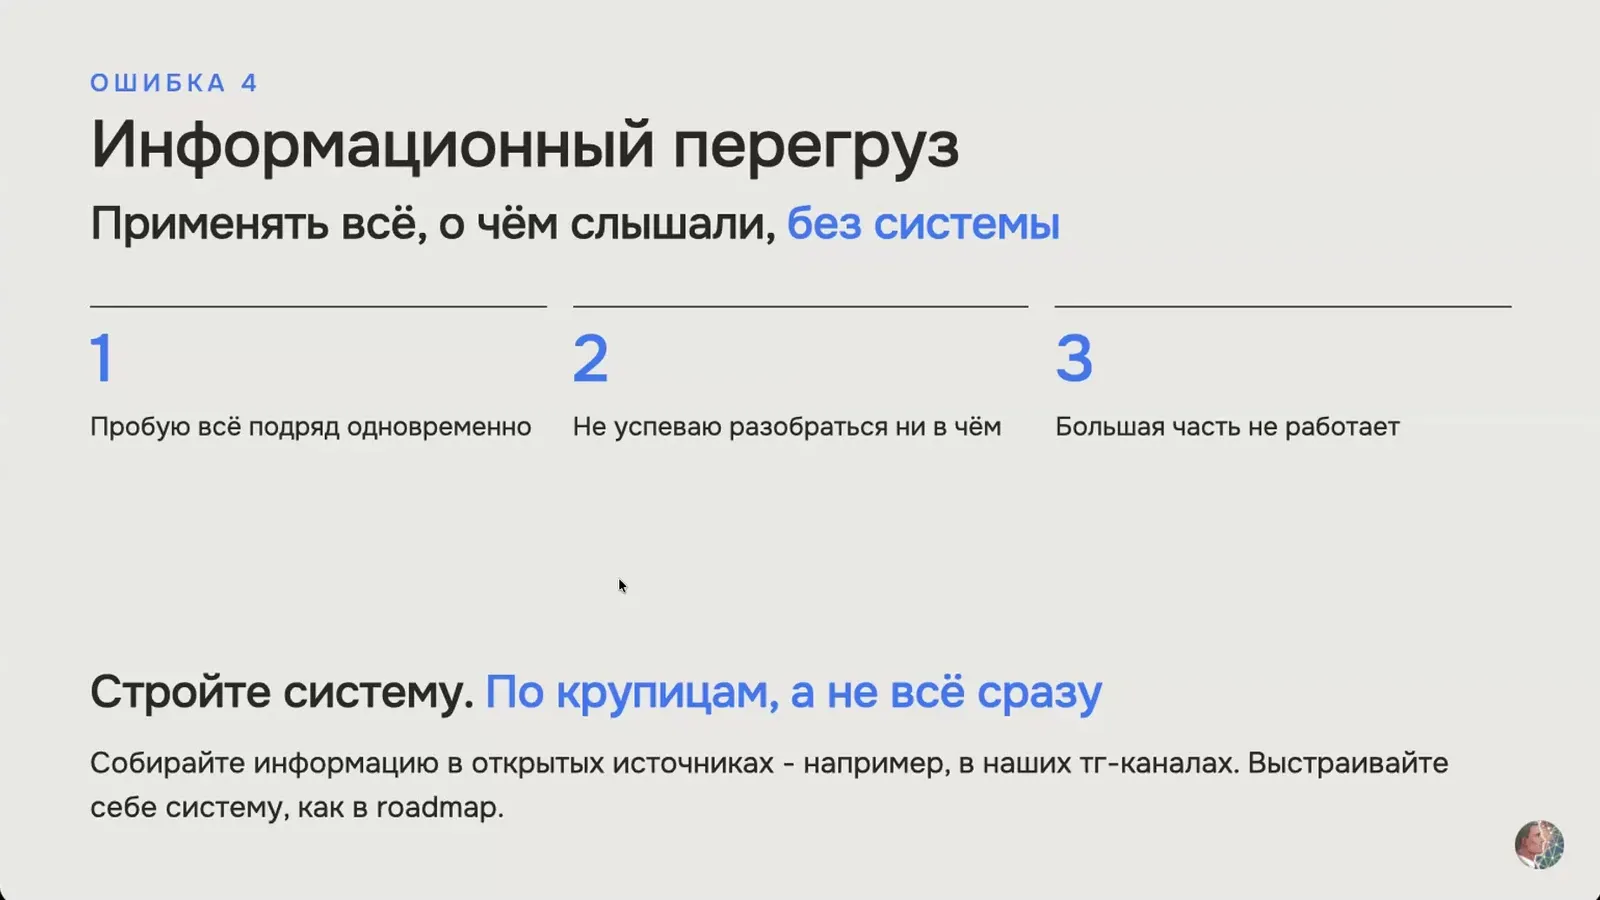 ОШИБКА 4
Информационный перегруз
Применять всё, о чём слышали, без системы
1
Пробую всё подряд одновременно
2
Не успеваю разобраться ни в чём
3
Большая часть не работает
Стройте систему. По крупицам, а не всё сразу
Собирайте информацию в открытых источниках - например, в наших тг-каналах. Выстраивайте
себе систему, как в roadmap.